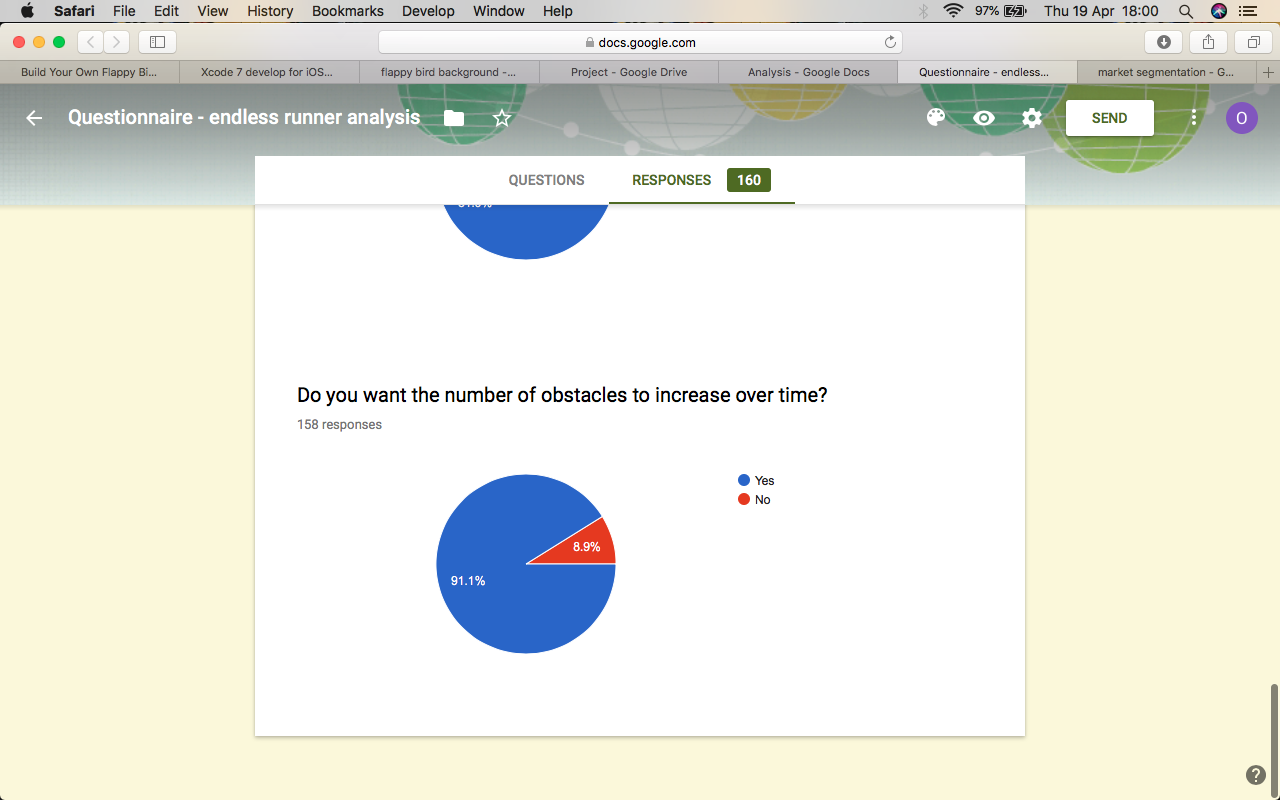 Safari File Edit View History Bookmarks Develop Window Help 97% Thu 19 Apr 18:00
docs.google.com
Build Your Own Flappy Bi... Xcode 7 develop for iOS... flappy bird background -... Project - Google Drive Analysis - Google Docs Questionnaire - endless... market segmentation - G...
Questionnaire - endless runner analysis SEND O
QUESTIONS RESPONSES 160
Do you want the number of obstacles to increase over time?
158 responses
Yes
No
8.9%
91.1%